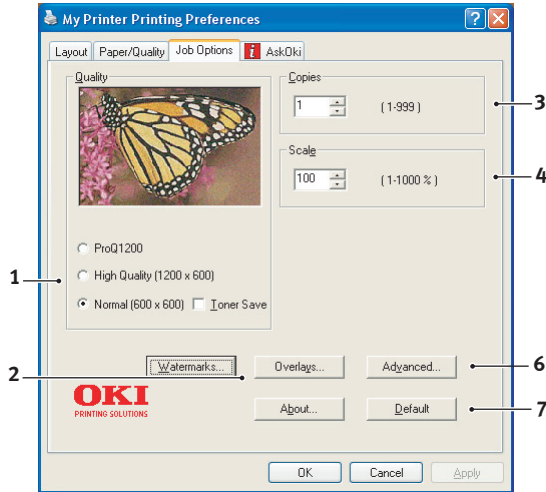 My Printer Printing Preferences
Layout Paper/Quality Job Options i AskOki
Quality
Copies
1 (1-999)
3
Scale
100 (1-1000 %)
4
ProQ1200
1
High Quality (1200 x 600)
Normal (600 x 600) Toner Save
Watermarks... Overlays... Advanced...
6
2
OKI
PRINTING SOLUTIONS
About... Default
7
OK Cancel Apply